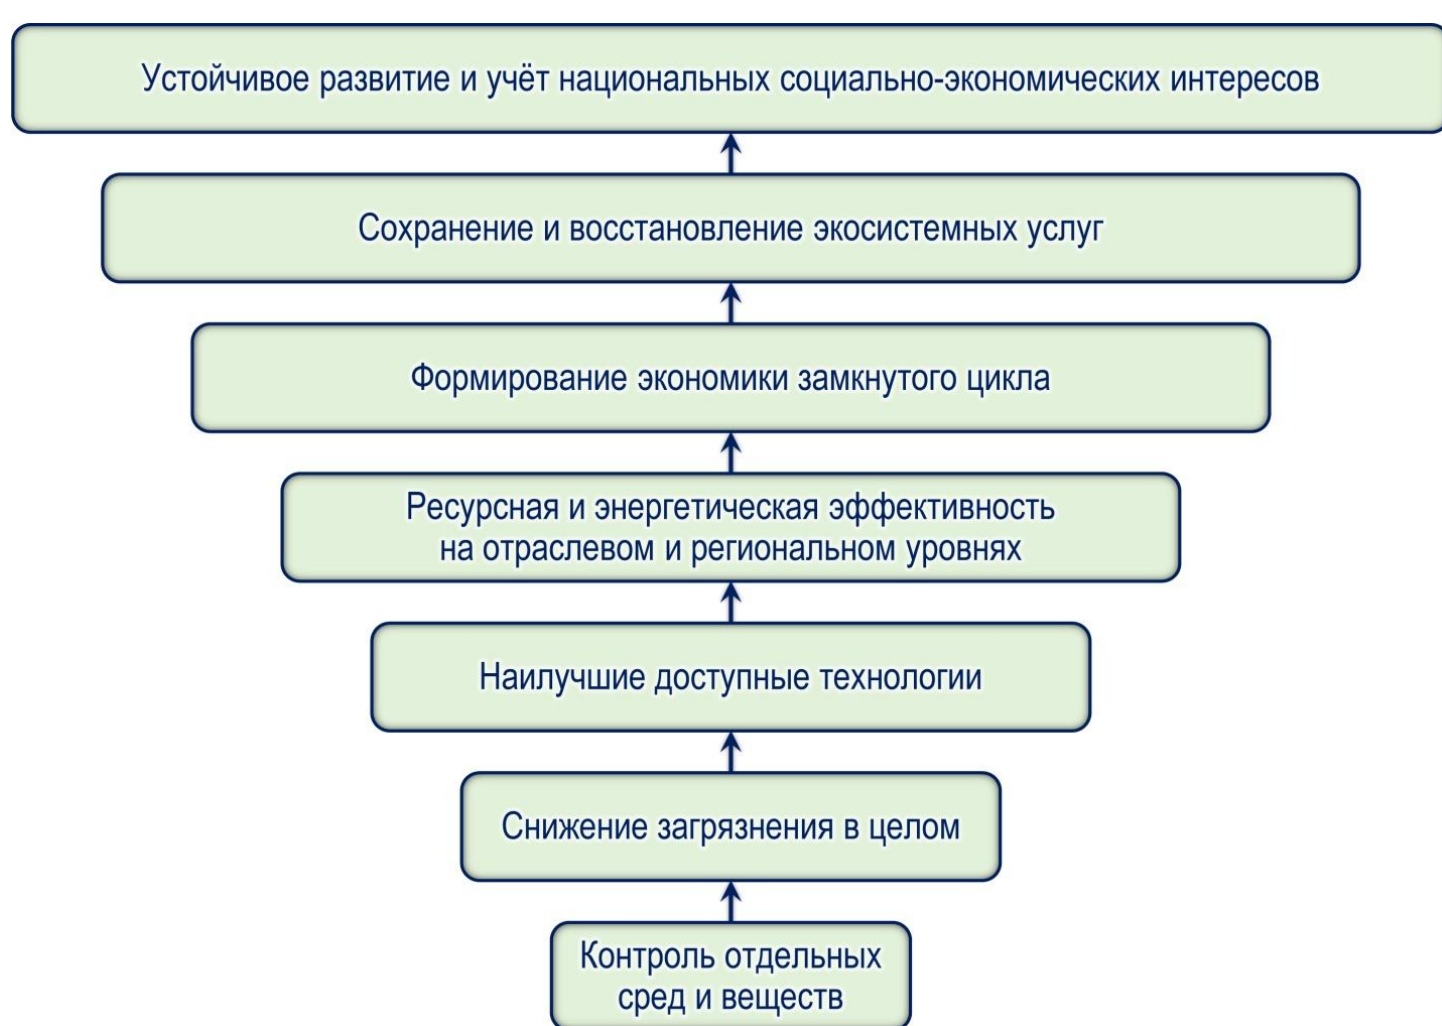 Устойчивое развитие и учёт национальных социально-экономических интересов
Сохранение и восстановление экосистемных услуг
Формирование экономики замкнутого цикла
Ресурсная и энергетическая эффективность
на отраслевом и региональном уровнях
Наилучшие доступные технологии
Снижение загрязнения в целом
Контроль отдельных
сред и веществ